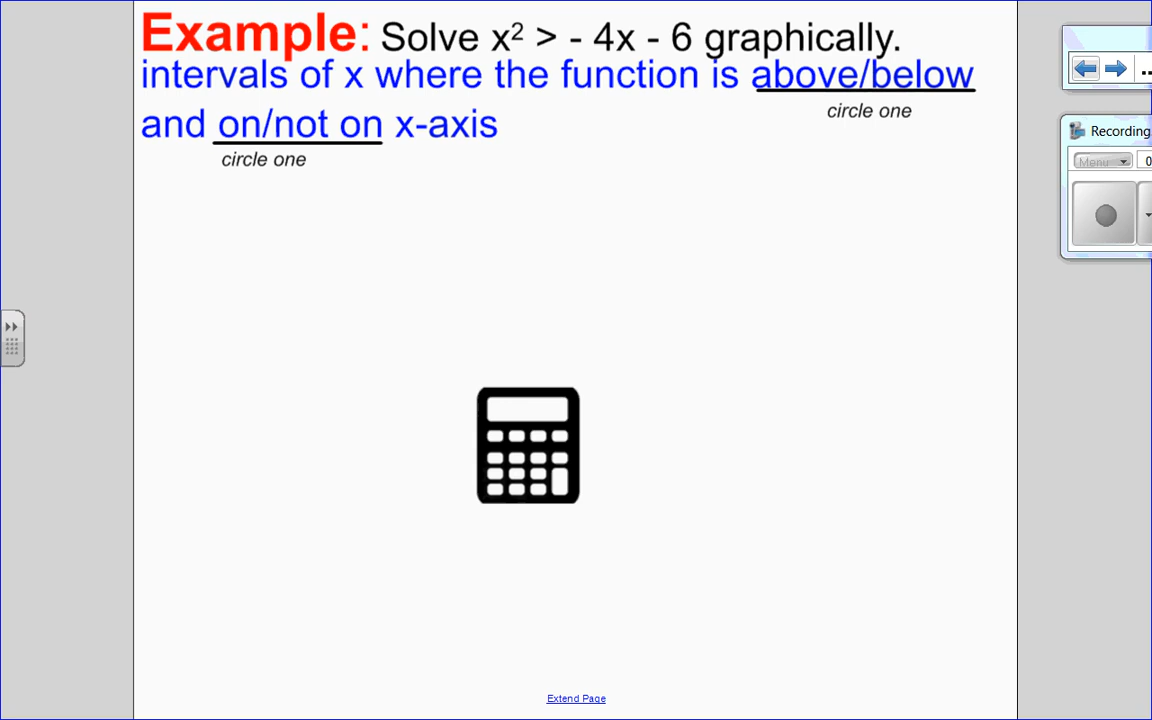 Example: Solve x² > - 4x - 6 graphically.
intervals of x where the function is above/below
circle one
and on/not on x-axis
circle one
Recording
Menu
0
Extend Page